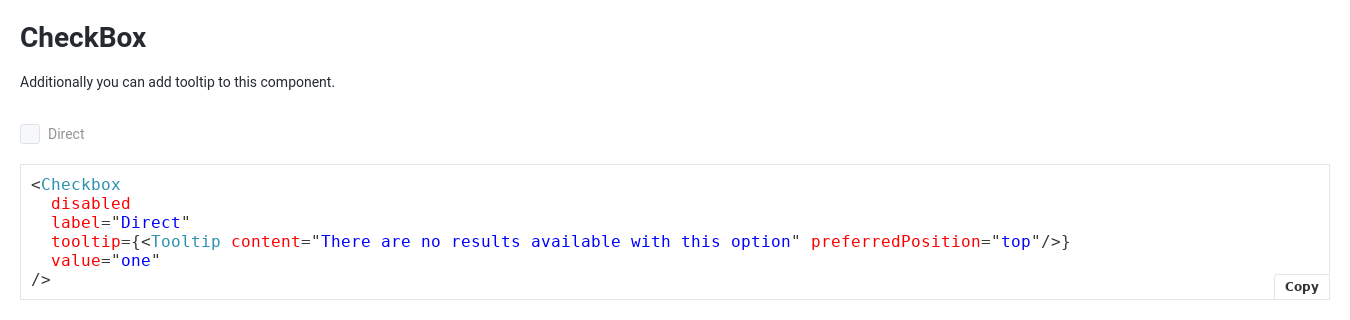 CheckBox
Additionally you can add tooltip to this component.
Direct
<Checkbox
  disabled
  label="Direct"
  tooltip={<Tooltip content="There are no results available with this option" preferredPosition="top"/>}
  value="one"
/>
Copy